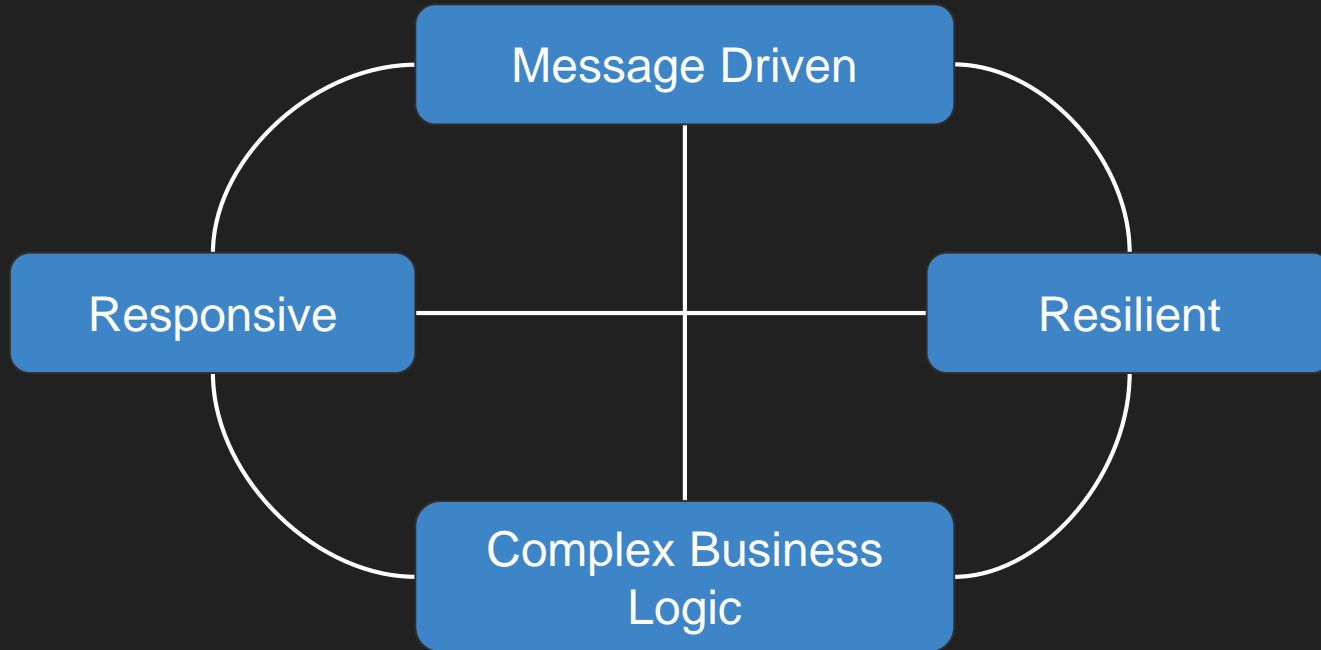 Message Driven
Responsive
Resilient
Complex Business
Logic